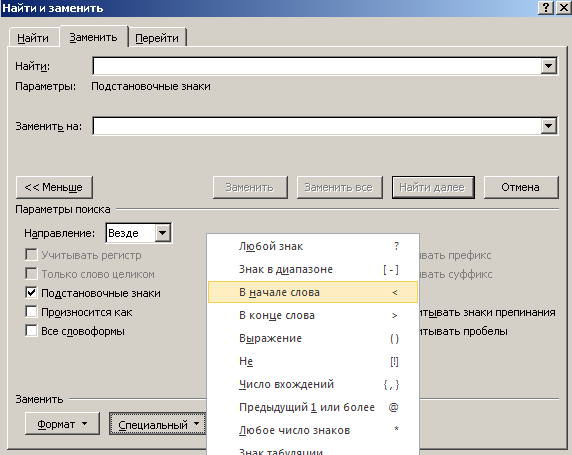 Найти и заменить
Найти
Заменить
Перейти
Найти:
Параметры: Подстановочные знаки
Заменить на:
<< Меньше
Заменить
Заменить все
Найти далее
Отмена
Параметры поиска
Направление: Везде
Учитывать регистр
Только слово целиком
Подстановочные знаки
Произносится как
Все словоформы
Любой знак ?
Знак в диапазоне [-]
В начале слова <
В конце слова >
Выражение ()
Не [!]
Число вхождений {,}
Предыдущий 1 или более @
Любое число знаков *
Знак табуляции
вать префикс
вать суффикс
тывать знаки препинания
тывать пробелы
Заменить
Формат
Специальный